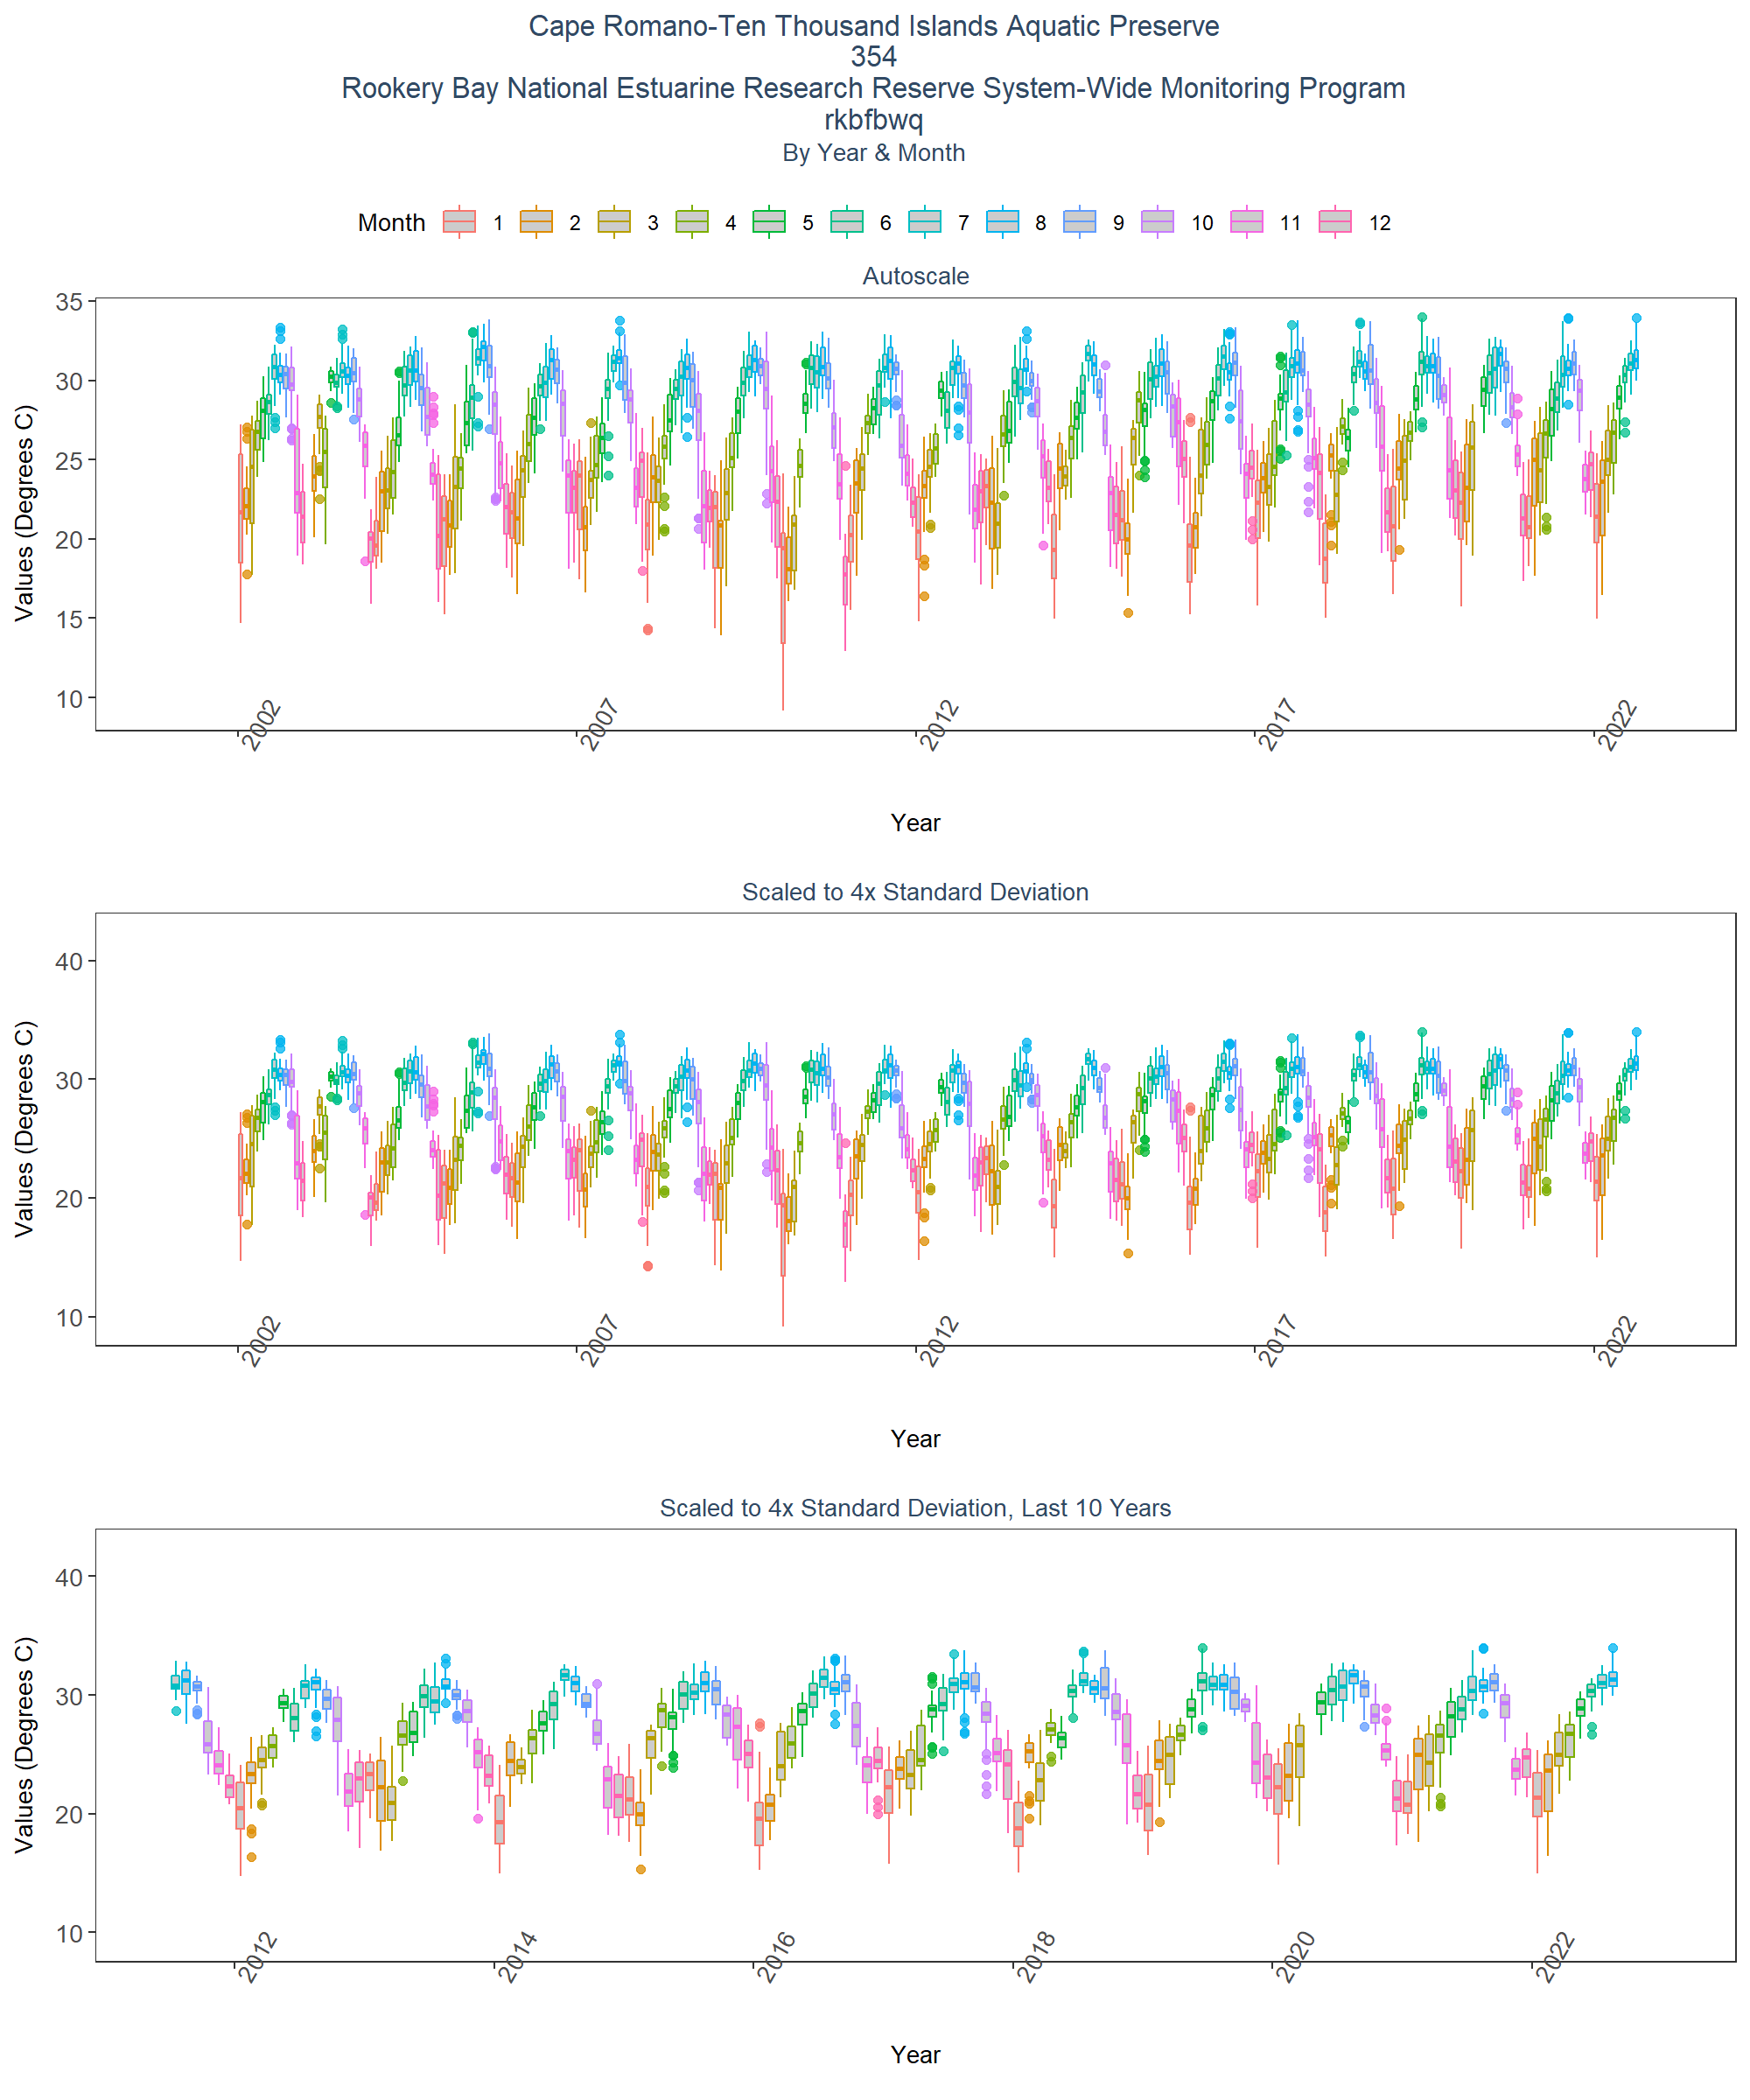 Cape Romano-Ten Thousand Islands Aquatic Preserve
354
Rookery Bay National Estuarine Research Reserve System-Wide Monitoring Program
rkbfbwq
By Year & Month
Month 1 2 3 4 5 6 7 8 9 10 11 12
Autoscale
Values (Degrees C)
35
30
25
20
15
10
2002 2007 2012 2017 2022
Year
Scaled to 4x Standard Deviation
Values (Degrees C)
40
30
20
10
2002 2007 2012 2017 2022
Year
Scaled to 4x Standard Deviation, Last 10 Years
Values (Degrees C)
40
30
20
10
2012 2014 2016 2018 2020 2022
Year